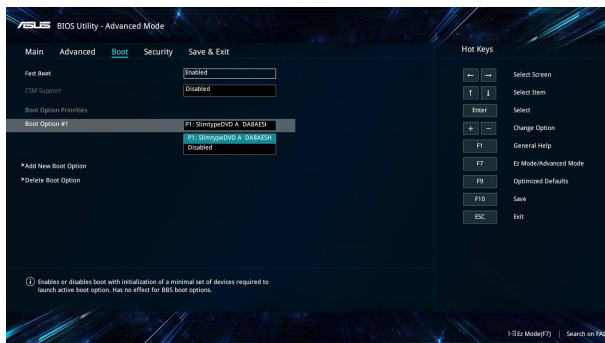 ASUS BIOS Utility - Advanced Mode
Main Advanced Boot Security Save & Exit
Hot Keys
Fast Boot Enabled
CSM Support Disabled
Boot Option Priorities
Boot Option #1 P1: SlimtypeDVD A DA8AESH
P1: SlimtypeDVD A DA8AESH
Disabled
Add New Boot Option
Delete Boot Option
← → Select Screen
↑ ↓ Select Item
Enter Select
+ − Change Option
F1 General Help
F7 Ez Mode/Advanced Mode
F9 Optimized Defaults
F10 Save
ESC Exit
Enables or disables boot with initialization of a minimal set of devices required to
launch active boot option. Has no effect for BBS boot options.
Ez Mode(F7) | Search on FAQ